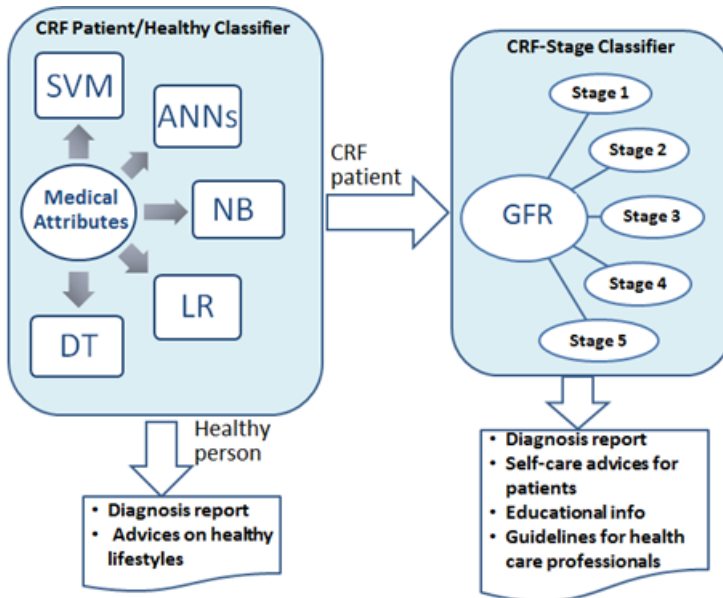 CRF Patient/Healthy Classifier
SVM
ANNs
Medical
Attributes
NB
LR
DT
CRF
patient
CRF-Stage Classifier
Stage 1
Stage 2
GFR
Stage 3
Stage 4
Stage 5
Healthy
person
• Diagnosis report
• Advices on healthy
lifestyles
• Diagnosis report
• Self-care advices for
patients
• Educational info
• Guidelines for health
care professionals